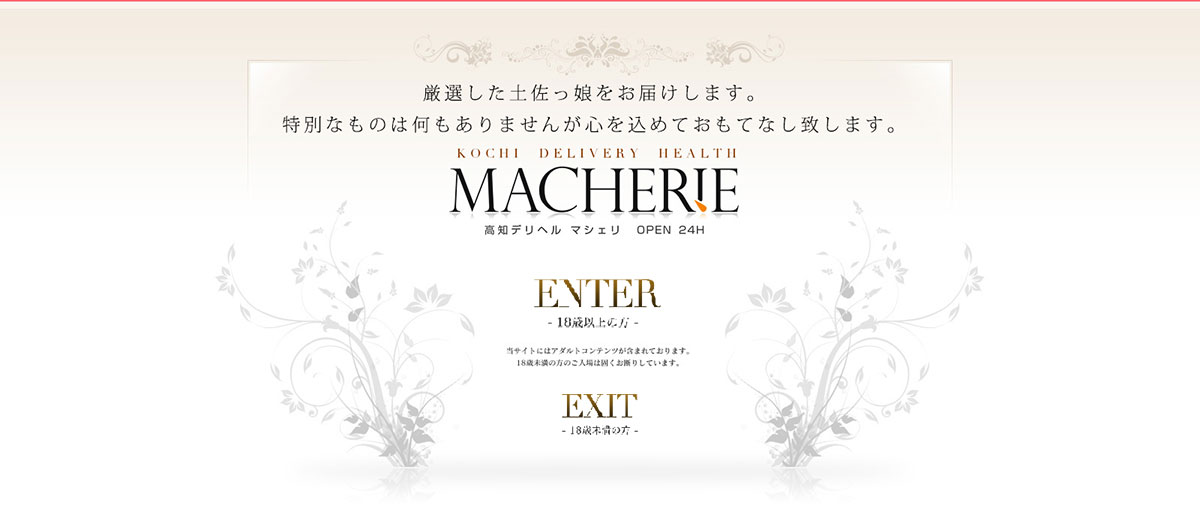 厳選した土佐っ娘をお届けします。
特別なものは何もありませんが心を込めておもてなし致します。
KOCHI DELIVERY HEALTH
MACHERIE
高知デリヘル マシェリ OPEN 24H
ENTER
- 18歳以上の方 -
当サイトにはアダルトコンテンツが含まれております。
18歳未満の方のご入場は固くお断りしています。
EXIT
- 18歳未満の方 -